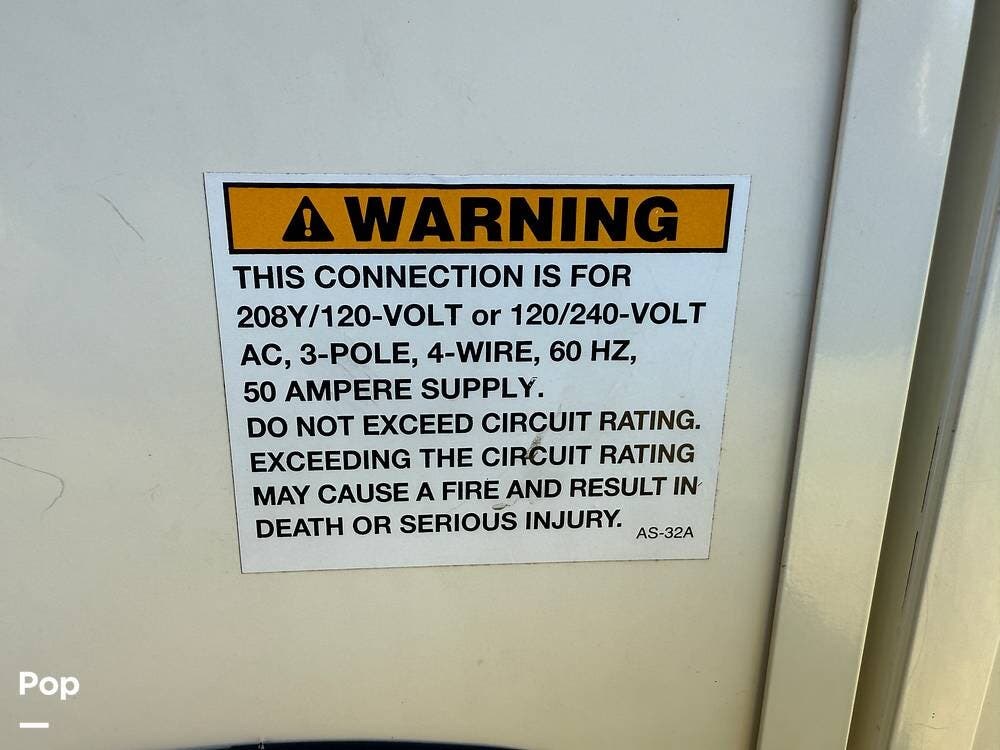 WARNING
THIS CONNECTION IS FOR
208Y/120-VOLT or 120/240-VOLT
AC, 3-POLE, 4-WIRE, 60 HZ,
50 AMPERE SUPPLY.
DO NOT EXCEED CIRCUIT RATING.
EXCEEDING THE CIRCUIT RATING
MAY CAUSE A FIRE AND RESULT IN
DEATH OR SERIOUS INJURY.
AS-32A
Pop